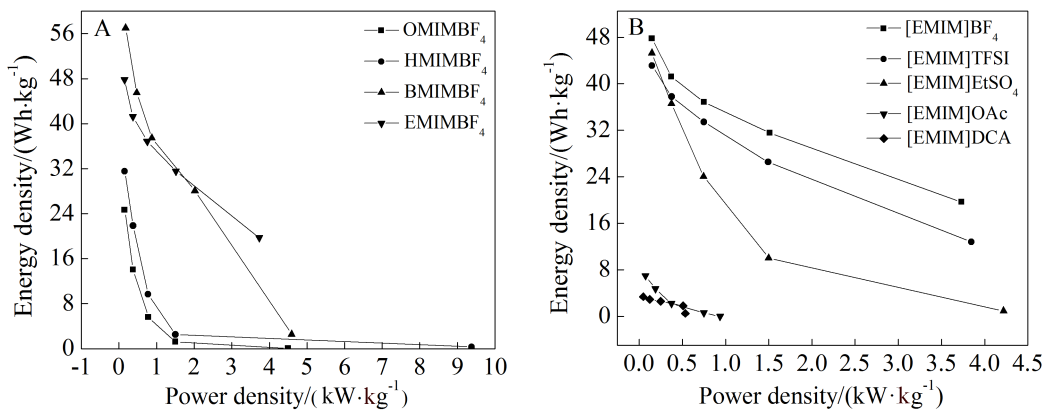 A
OMIMBF4
HMIMBF4
BMIMBF4
EMIMBF4
Energy density/(Wh·kg-1)
56
48
40
32
24
16
8
0
-1 0 1 2 3 4 5 6 7 8 9 10
Power density/( kW·kg-1)
B
[EMIM]BF4
[EMIM]TFSI
[EMIM]EtSO4
[EMIM]OAc
[EMIM]DCA
Energy density/(Wh·kg-1)
48
40
32
24
16
8
0
0.0 0.5 1.0 1.5 2.0 2.5 3.0 3.5 4.0 4.5
Power density/(kW·kg-1)